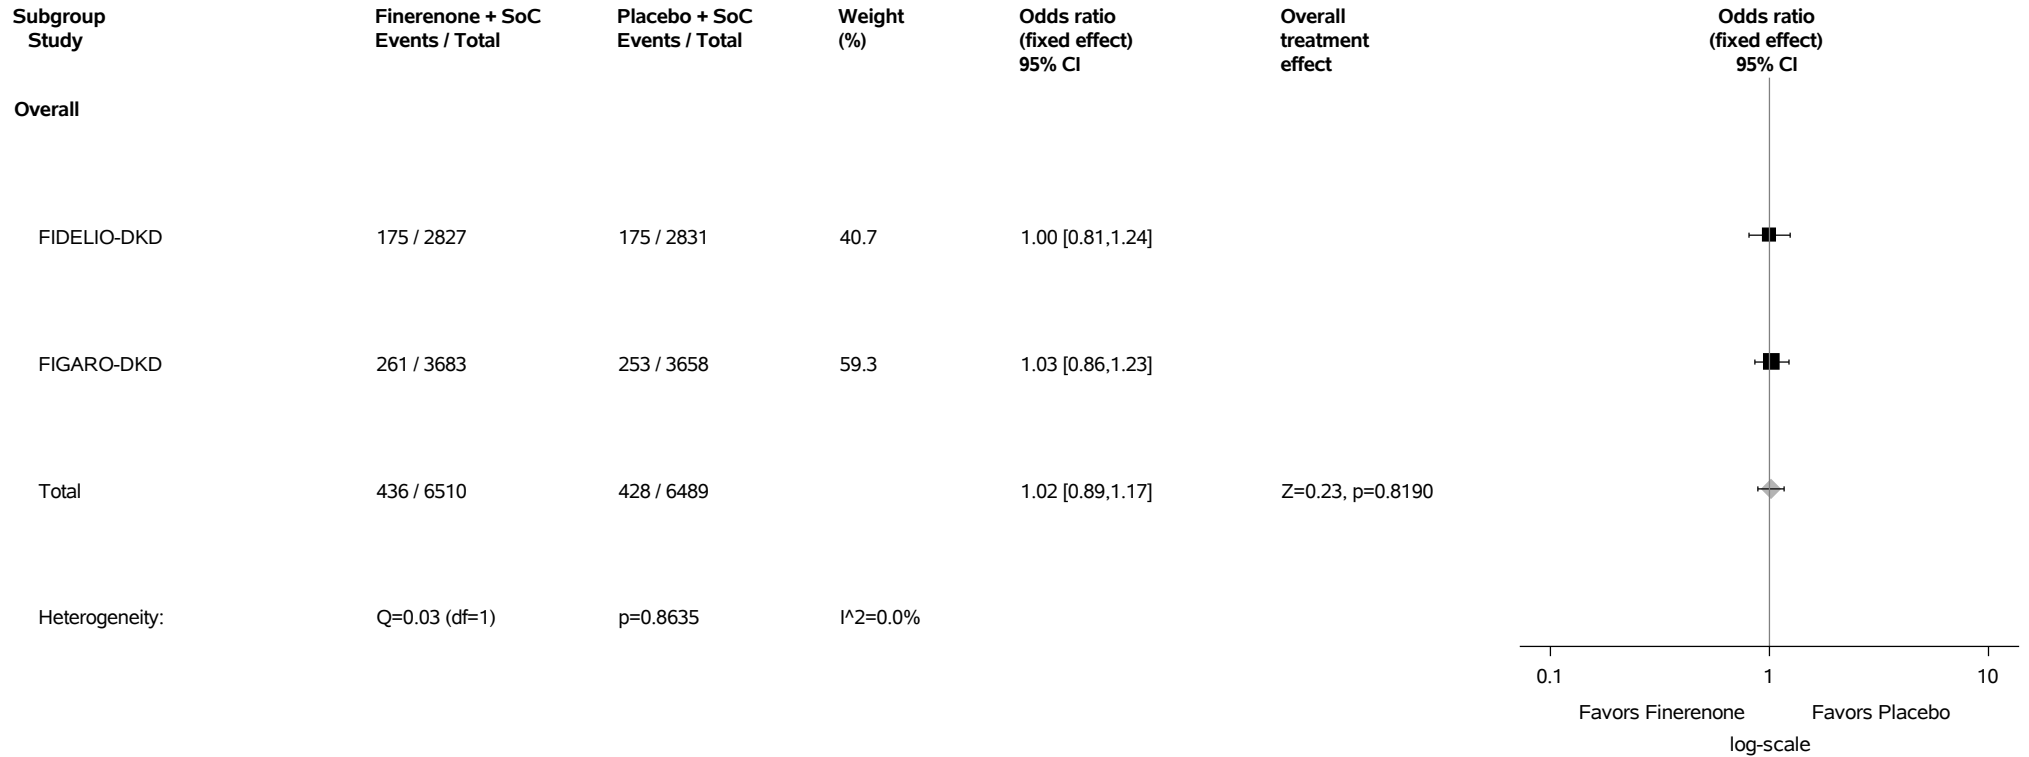 Subgroup Finerenone + SoC Placebo + SoC Weight Odds ratio Overall Odds ratio
Study Events / Total Events / Total (%) (fixed effect) treatment (fixed effect)
95% CI effect 95% CI
Overall
FIDELIO-DKD 175 / 2827 175 / 2831 40.7 1.00 [0.81,1.24]
FIGARO-DKD 261 / 3683 253 / 3658 59.3 1.03 [0.86,1.23]
Total 436 / 6510 428 / 6489 1.02 [0.89,1.17] Z=0.23, p=0.8190
Heterogeneity: Q=0.03 (df=1) p=0.8635 I^2=0.0%
0.1 1 10
Favors Finerenone Favors Placebo
log-scale